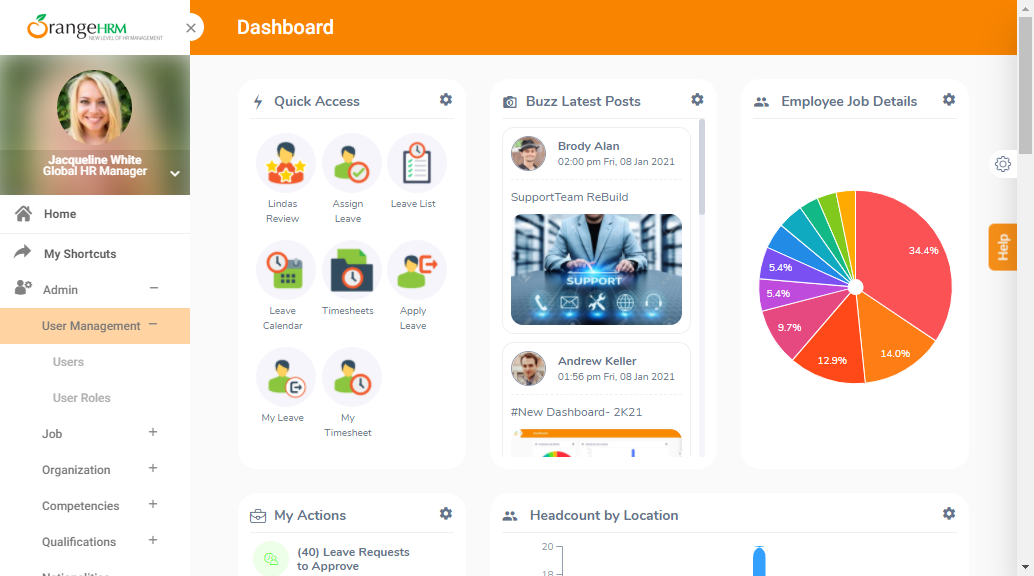 OrangeHRM
NEW LEVEL OF HR MANAGEMENT
Dashboard
Jacqueline White
Global HR Manager
Home
My Shortcuts
Admin
User Management
Users
User Roles
Job
Organization
Competencies
Qualifications
Nationalities
Quick Access
Lindas
Review
Assign
Leave
Leave List
Leave
Calendar
Timesheets
Apply
Leave
My Leave
My
Timesheet
Buzz Latest Posts
Brody Alan
02:00 pm Fri, 08 Jan 2021
SupportTeam ReBuild
SUPPORT
Andrew Keller
01:56 pm Fri, 08 Jan 2021
#New Dashboard- 2K21
Employee Job Details
34.4%
14.0%
12.9%
9.7%
5.4%
5.4%
Help
My Actions
(40) Leave Requests
to Approve
Headcount by Location
20
18